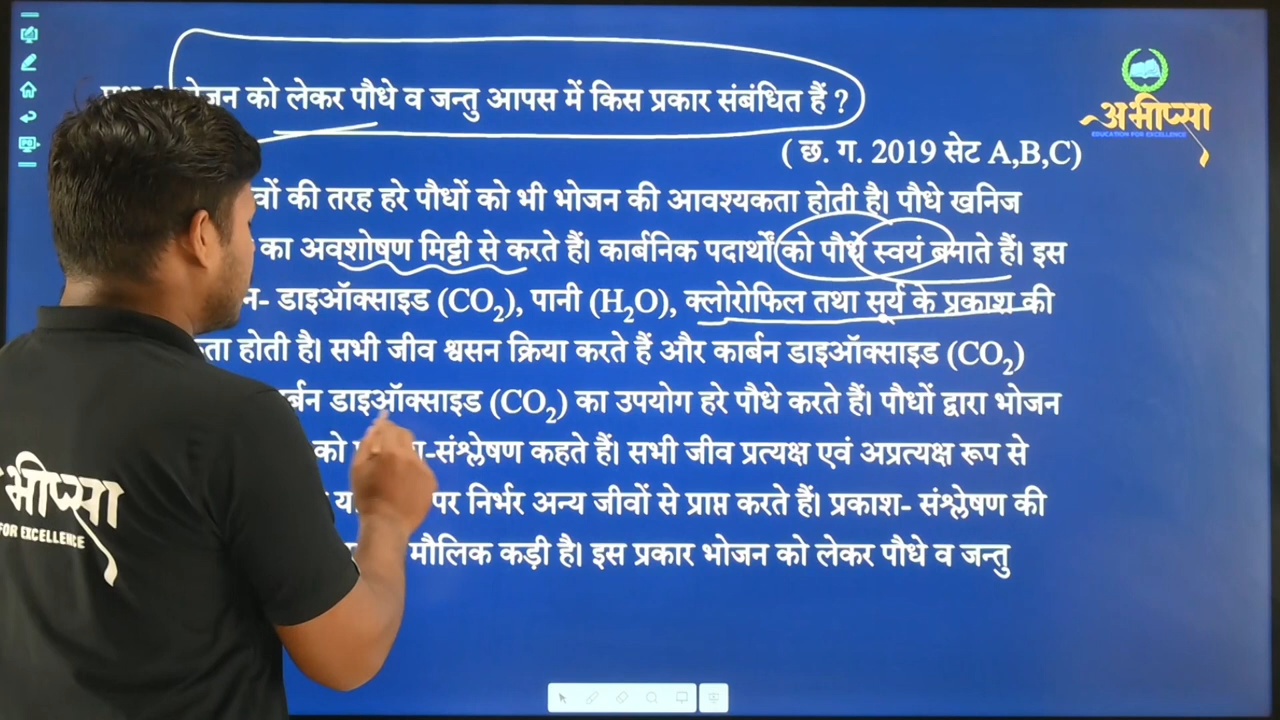 भोजन को लेकर पौधे व जन्तु आपस में किस प्रकार संबंधित हैं ?
( छ. ग. 2019 सेट A,B,C)
अभीप्सा
EDUCATION FOR EXCELLENCE
की तरह हरे पौधों को भी भोजन की आवश्यकता होती है। पौधे खनिज
का अवशोषण मिट्टी से करते हैं। कार्बनिक पदार्थों को पौधे स्वयं बनाते हैं। इस
डाइऑक्साइड (CO₂), पानी (H₂O), क्लोरोफिल तथा सूर्य के प्रकाश की
होती है। सभी जीव श्वसन क्रिया करते हैं और कार्बन डाइऑक्साइड (CO₂)
डाइऑक्साइड (CO₂) का उपयोग हरे पौधे करते हैं। पौधों द्वारा भोजन
को -संश्लेषण कहते हैं। सभी जीव प्रत्यक्ष एवं अप्रत्यक्ष रूप से
पर निर्भर अन्य जीवों से प्राप्त करते हैं। प्रकाश- संश्लेषण की
मौलिक कड़ी है। इस प्रकार भोजन को लेकर पौधे व जन्तु
भीप्सा
FOR EXCELLENCE